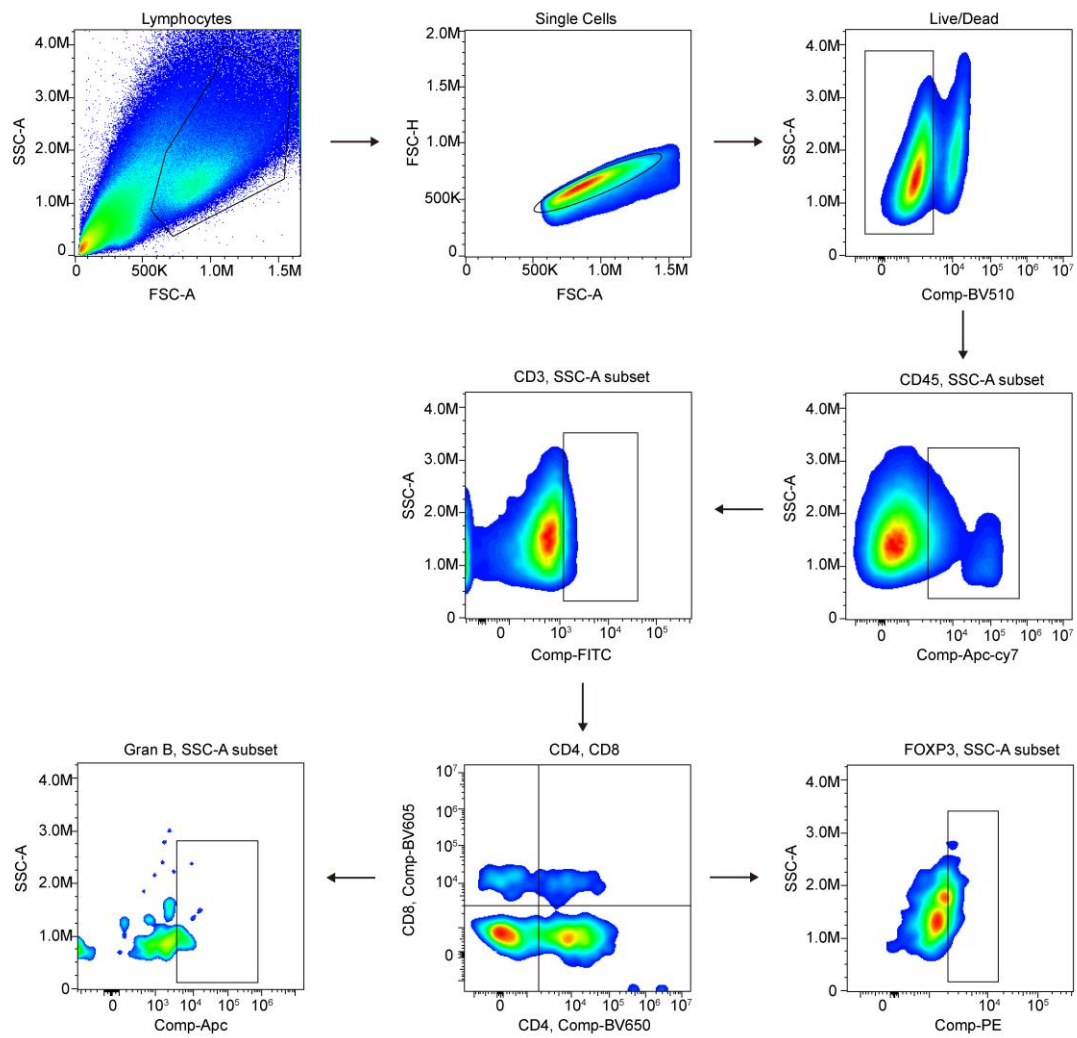 Lymphocytes
4.0M
3.0M
2.0M
1.0M
0
SSC-A
0 500K 1.0M 1.5M
FSC-A
Single Cells
2.0M
1.5M
1.0M
500K
0
FSC-H
500K 1.0M 1.5M
FSC-A
Live/Dead
4.0M
3.0M
2.0M
1.0M
0
SSC-A
0 10⁴ 10⁵ 10⁶ 10⁷
Comp-BV510
CD3, SSC-A subset
4.0M
3.0M
2.0M
1.0M
0
SSC-A
0 10³ 10⁴ 10⁵
Comp-FITC
CD45, SSC-A subset
4.0M
3.0M
2.0M
1.0M
0
SSC-A
0 10⁴ 10⁵ 10⁶ 10⁷
Comp-Apc-cy7
Gran B, SSC-A subset
4.0M
3.0M
2.0M
1.0M
0
SSC-A
0 10³ 10⁴ 10⁵ 10⁶
Comp-Apc
CD4, CD8
10⁷
10⁶
10⁵
10⁴
0
CD8, Comp-BV605
0 10⁴ 10⁵ 10⁶ 10⁷
CD4, Comp-BV650
FOXP3, SSC-A subset
4.0M
3.0M
2.0M
1.0M
0
SSC-A
0 10⁴ 10⁵
Comp-PE